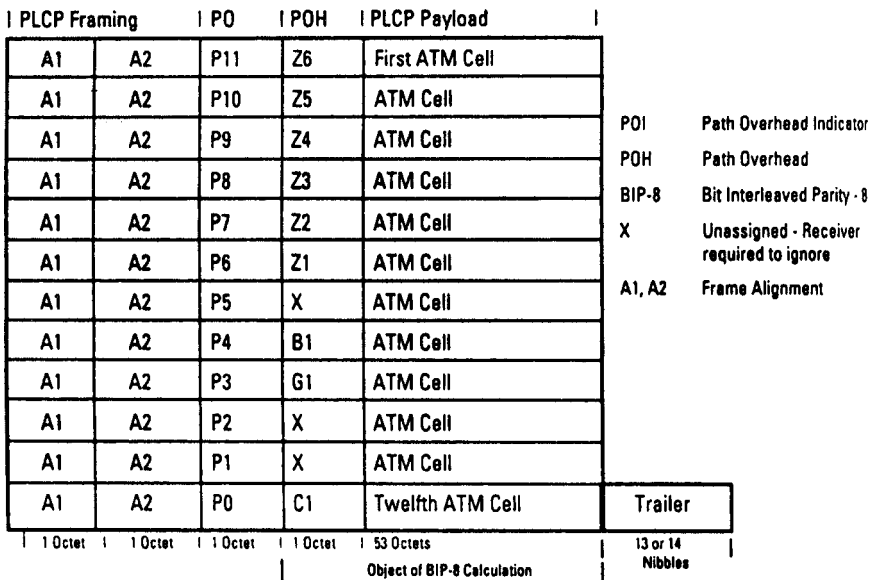 PLCP Framing PO POH PLCP Payload
A1 A2 P11 Z6 First ATM Cell
A1 A2 P10 Z5 ATM Cell
A1 A2 P9 Z4 ATM Cell
A1 A2 P8 Z3 ATM Cell
A1 A2 P7 Z2 ATM Cell
A1 A2 P6 Z1 ATM Cell
A1 A2 P5 X ATM Cell
A1 A2 P4 B1 ATM Cell
A1 A2 P3 G1 ATM Cell
A1 A2 P2 X ATM Cell
A1 A2 P1 X ATM Cell
A1 A2 P0 C1 Twelfth ATM Cell Trailer
1 Octet 1 Octet 1 Octet 1 Octet 53 Octets 13 or 14
Nibbles
Object of BIP-8 Calculation
POI Path Overhead Indicator
POH Path Overhead
BIP-8 Bit Interleaved Parity - 8
X Unassigned - Receiver
required to ignore
A1, A2 Frame Alignment